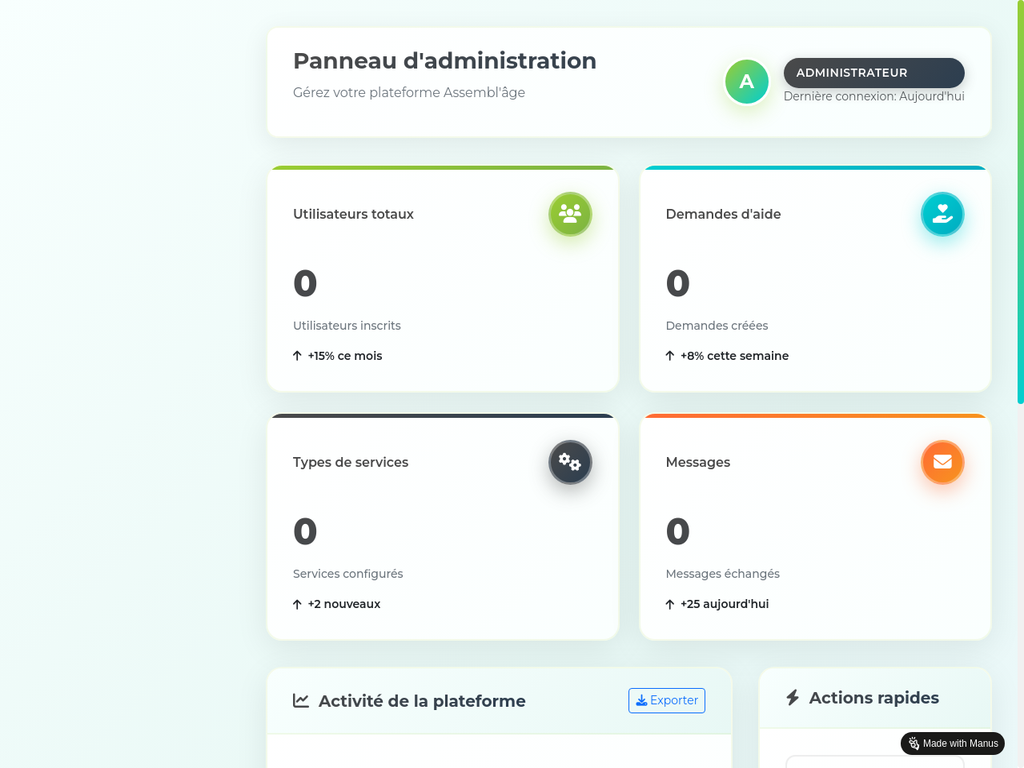 Panneau d'administration
Gérez votre plateforme Assembl'âge
A
ADMINISTRATEUR
Dernière connexion: Aujourd'hui
Utilisateurs totaux
0
Utilisateurs inscrits
+15% ce mois
Demandes d'aide
0
Demandes créées
+8% cette semaine
Types de services
0
Services configurés
+2 nouveaux
Messages
0
Messages échangés
+25 aujourd'hui
Activité de la plateforme
Exporter
Actions rapides
Made with Manus